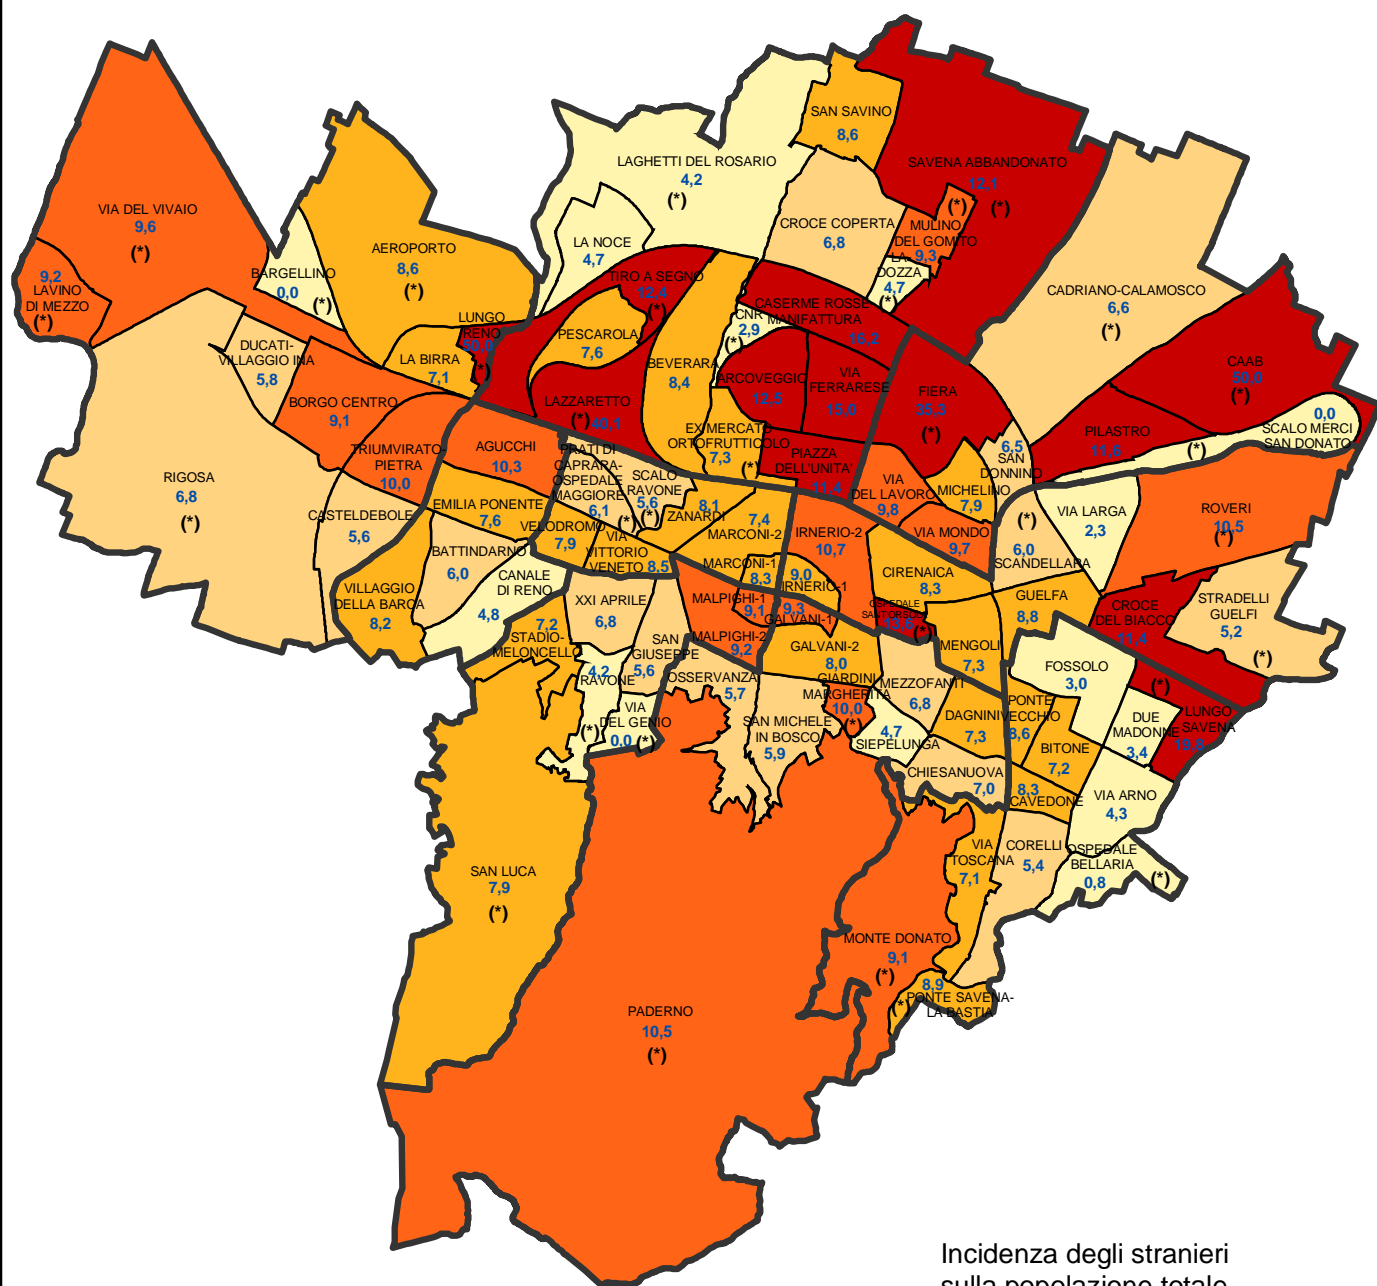 SAN SAVINO
8,6
LAGHETTI DEL ROSARIO
4,2
(*)
SAVENA ABBANDONATO
12,1
(*)
(*)
VIA DEL VIVAIO
9,6
(*)
CROCE COPERTA
6,8
MULINO
DEL GOMITO
9,3
LA
DOZZA
4,7
(*)
LA NOCE
4,7
AEROPORTO
8,6
(*)
BARGELLINO
0,0
(*)
9,2
LAVINO
DI MEZZO
(*)
TIRO A SEGNO
12,4
(*)
CADRIANO-CALAMOSCO
6,6
(*)
CASERME ROSSE
MANIFATTURA
16,2
CNR
2,9
(*)
LUNGO
RENO
50,0
(*)
PESCAROLA
7,6
DUCATI-
VILLAGGIO INA
5,8
LA BIRRA
7,1
BEVERARA
8,4
ARCOVEGGIO
12,5
VIA
FERRARESE
15,0
FIERA
35,3
(*)
CAAB
50,0
(*)
BORGO CENTRO
9,1
LAZZARETTO
(*)
40,1
0,0
SCALO MERCI
SAN DONATO
(*)
EX MERCATO
ORTOFRUTTICOLO
7,3
(*)
PILASTRO
11,6
TRIUMVIRATO-
PIETRA
10,0
AGUCCHI
10,3
PRATI DI
CAPRARA-
OSPEDALE
MAGGIORE
6,1
(*)
SCALO
RAVONE
5,6
(*)
PIAZZA
DELL'UNITA'
11,4
6,5
SAN
DONNINO
(*)
RIGOSA
6,8
(*)
VIA
DEL LAVORO
9,8
MICHELINO
7,9
CASTELDEBOLE
5,6
EMILIA PONENTE
7,6
VIA LARGA
2,3
ROVERI
10,5
(*)
8,1
ZANARDI
7,4
MARCONI-2
VELODROMO
7,9
VIA
VITTORIO
VENETO 8,5
IRNERIO-2
10,7
VIA MONDO
9,7
6,0
SCANDELLARA
BATTINDARNO
6,0
MARCONI-1
8,3
9,0
IRNERIO-1
CIRENAICA
8,3
CANALE
DI RENO
4,8
VILLAGGIO
DELLA BARCA
8,2
XXI APRILE
6,8
MALPIGHI-1
9,1
9,3
GALVANI-1
OSPEDALE
SANT'ORSOLA
(*)
GUELFA
8,8
CROCE
DEL BIACCO
11,4
(*)
STRADELLI
GUELFI
5,2
(*)
7,2
STADIO-
MELONCELLO
MALPIGHI-2
9,2
SAN
GIUSEPPE
5,6
GALVANI-2
8,0
MENGOLI
7,3
FOSSOLO
3,0
4,2
RAVONE
(*)
OSSERVANZA
5,7
GIARDINI
MARGHERITA
10,0
(*)
MEZZOFANTI
6,8
VIA
DEL GENIO
0,0
(*)
SAN MICHELE
IN BOSCO
5,9
DAGNINI
7,3
PONTE
VECCHIO
8,6
DUE
MADONNE
3,4
LUNGO
SAVENA
19,8
4,7
SIEPELUNGA
BITONE
7,2
CHIESANUOVA
7,0
8,3
CAVEDONE
VIA ARNO
4,3
SAN LUCA
7,9
(*)
VIA
TOSCANA
7,1
CORELLI
5,4
OSPEDALE
BELLARIA
0,8
(*)
MONTE DONATO
9,1
(*)
8,9
(*)
PONTE SAVENA-
LA BASTIA
PADERNO
10,5
(*)
Incidenza degli stranieri
sulla popolazione totale